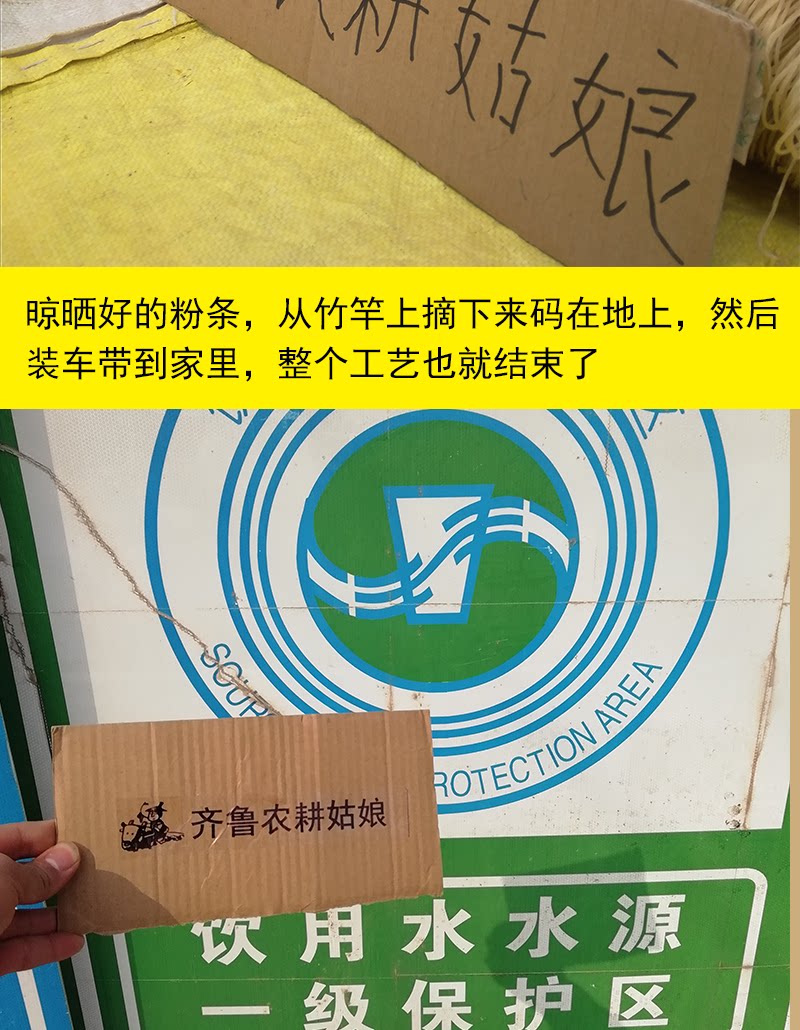 耕姑娘
晾晒好的粉条，从竹竿上摘下来码在地上，然后
装车带到家里，整个工艺也就结束了
SOUR
ROTECTION AREA
齐鲁农耕姑娘
饮用水水源
一级保护区